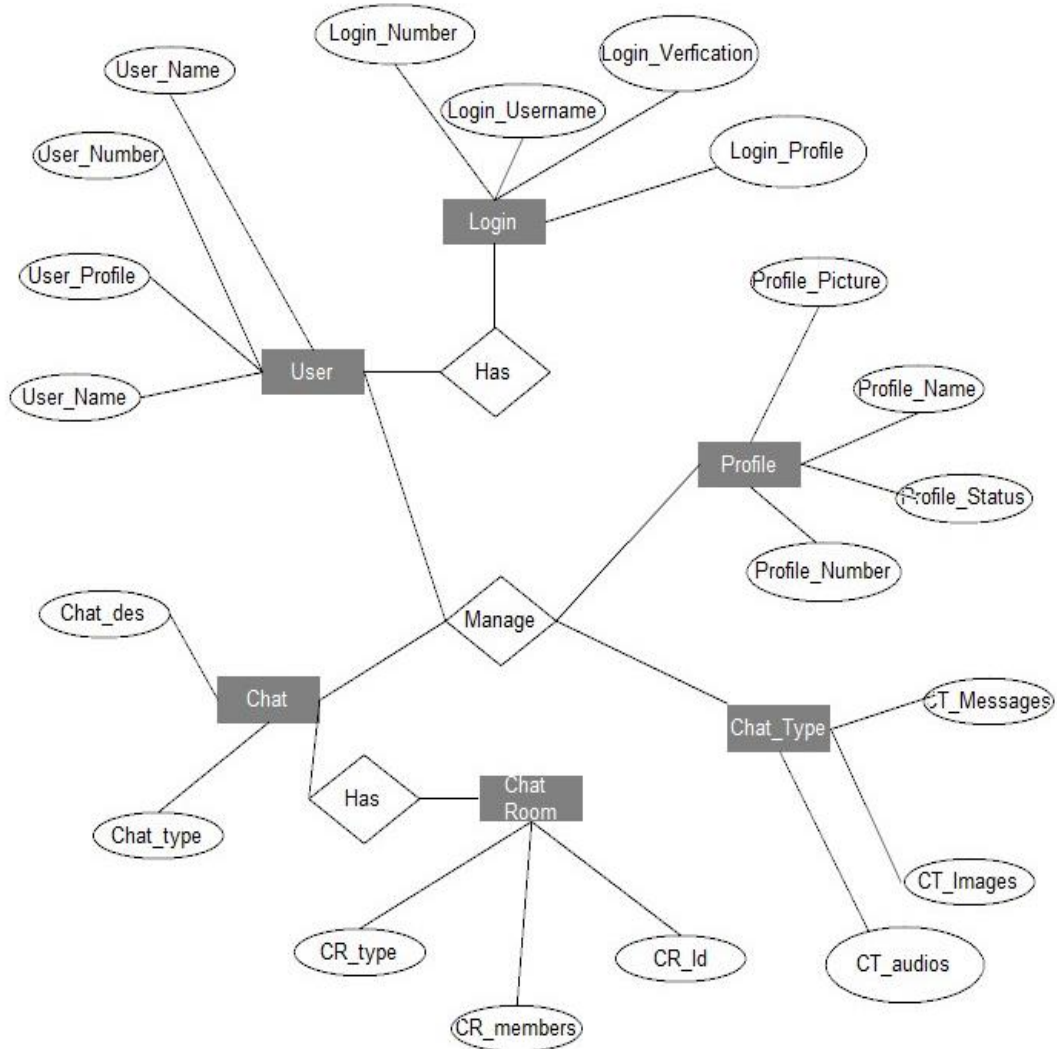 Login_Number
Login_Verfication
User_Name
Login_Username
User_Number
Login_Profile
Login
User_Profile
Profile_Picture
User
Has
User_Name
Profile_Name
Profile
Profile_Status
Profile_Number
Chat_des
Manage
Chat
CT_Messages
Chat_Type
Has
Chat
Room
Chat_type
CT_Images
CR_type
CR_Id
CT_audios
CR_members